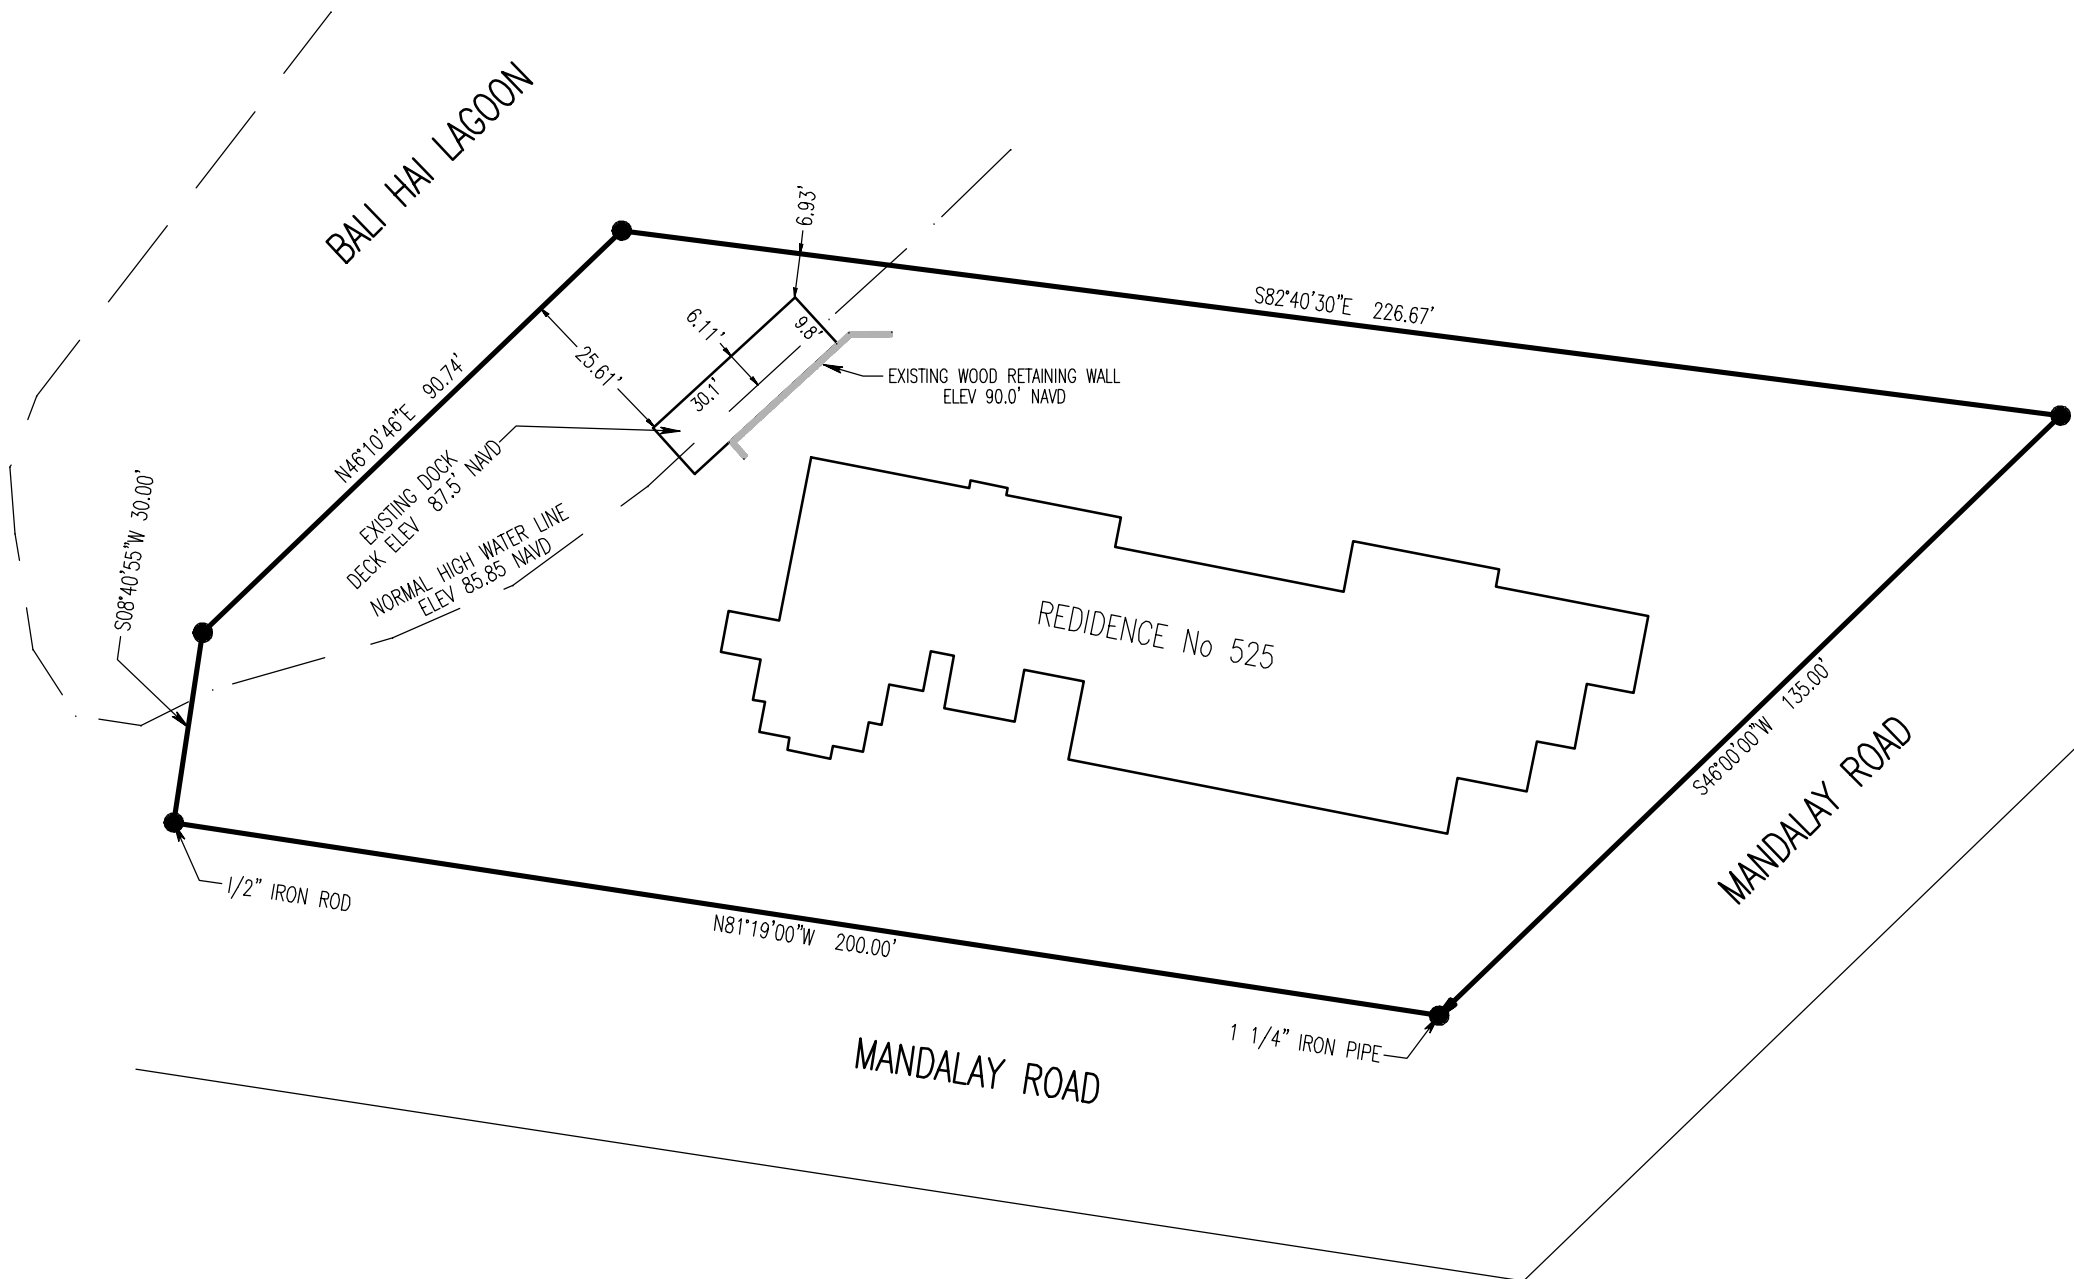 BALI HAI LAGOON
6.93'
S82°40'30"E 226.67'
6.11'
9.8'
25.61'
30.1'
EXISTING WOOD RETAINING WALL
ELEV 90.0' NAVD
N46°10'46"E 90.74'
EXISTING DOCK
DECK ELEV 87.5' NAVD
S08°40'55"W 30.00'
NORMAL HIGH WATER LINE
ELEV 85.85 NAVD
REDIDENCE No 525
S46°00'00"W 135.00'
MANDALAY ROAD
1/2" IRON ROD
N81°19'00"W 200.00'
1 1/4" IRON PIPE
MANDALAY ROAD